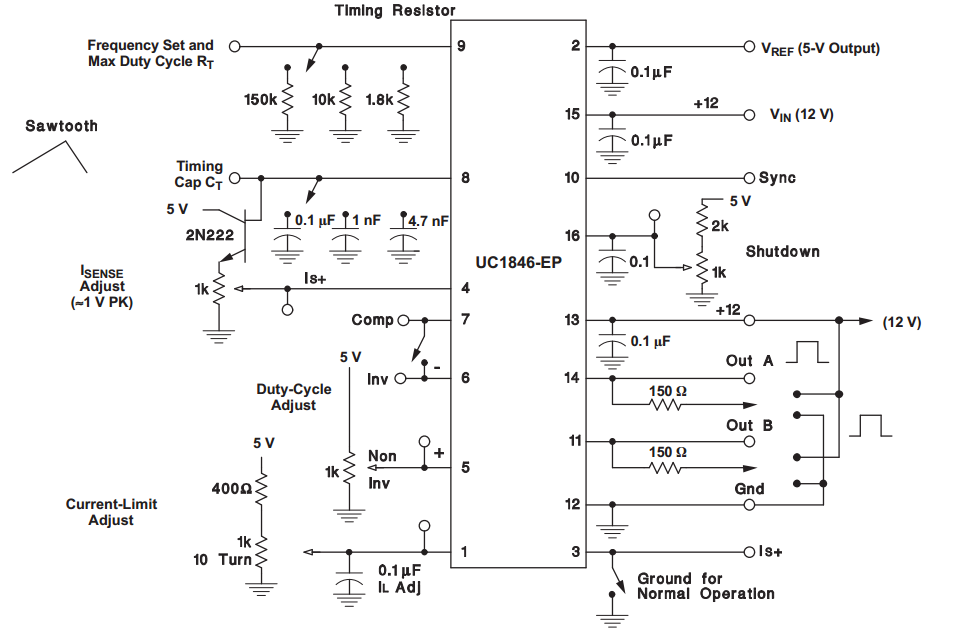 Timing Resistor
Frequency Set and
Max Duty Cycle RT
9
150k
10k
1.8k
Sawtooth
Timing
Cap CT
8
5 V
2N222
0.1 µF
1 nF
4.7 nF
ISENSE
Adjust
(≈1 V PK)
1k
Is+
4
Comp
7
-
Inv
6
5 V
Duty-Cycle
Adjust
1k
Non
Inv
+
5
5 V
400Ω
Current-Limit
Adjust
1k
10 Turn
1
0.1µF
IL Adj
UC1846-EP
2
VREF (5-V Output)
0.1µF
15
+12
VIN (12 V)
0.1µF
10
Sync
16
0.1
5 V
2k
1k
Shutdown
13
+12
(12 V)
0.1 µF
14
Out A
150 Ω
11
Out B
150 Ω
12
Gnd
3
Is+
Ground for
Normal Operation